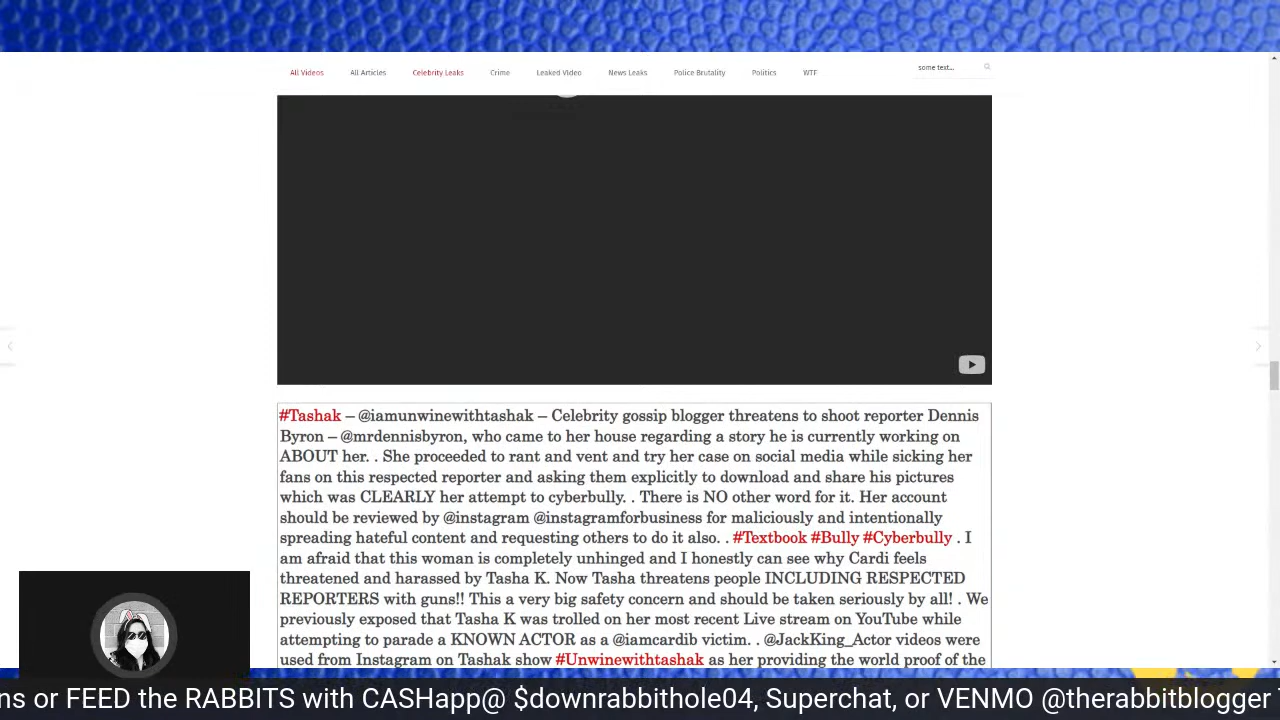 All Videos All Articles Celebrity Leaks Crime Leaked Video News Leaks Police Brutality Politics WTF some text...
#Tashak – @iamunwinewithtashak – Celebrity gossip blogger threatens to shoot reporter Dennis
Byron – @mrdennisbyron, who came to her house regarding a story he is currently working on
ABOUT her. . She proceeded to rant and vent and try her case on social media while sicking her
fans on this respected reporter and asking them explicitly to download and share his pictures
which was CLEARLY her attempt to cyberbully. . There is NO other word for it. Her account
should be reviewed by @instagram @instagramforbusiness for maliciously and intentionally
spreading hateful content and requesting others to do it also. . #Textbook #Bully #Cyberbully . I
am afraid that this woman is completely unhinged and I honestly can see why Cardi feels
threatened and harassed by Tasha K. Now Tasha threatens people INCLUDING RESPECTED
REPORTERS with guns!! This a very big safety concern and should be taken seriously by all! . We
previously exposed that Tasha K was trolled on her most recent Live stream on YouTube while
attempting to parade a KNOWN ACTOR as a @iamcardib victim. . @JackKing_Actor videos were
used from Instagram on Tashak show #Unwinewithtashak as her providing the world proof of the
ns or FEED the RABBITS with CASHapp@ $downrabbithole04, Superchat, or VENMO @therabbitblogger